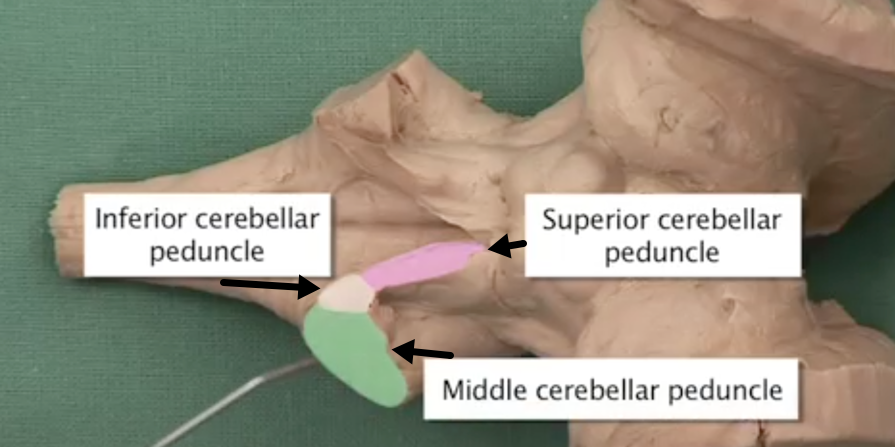 Inferior cerebellar
peduncle
Superior cerebellar
peduncle
Middle cerebellar peduncle